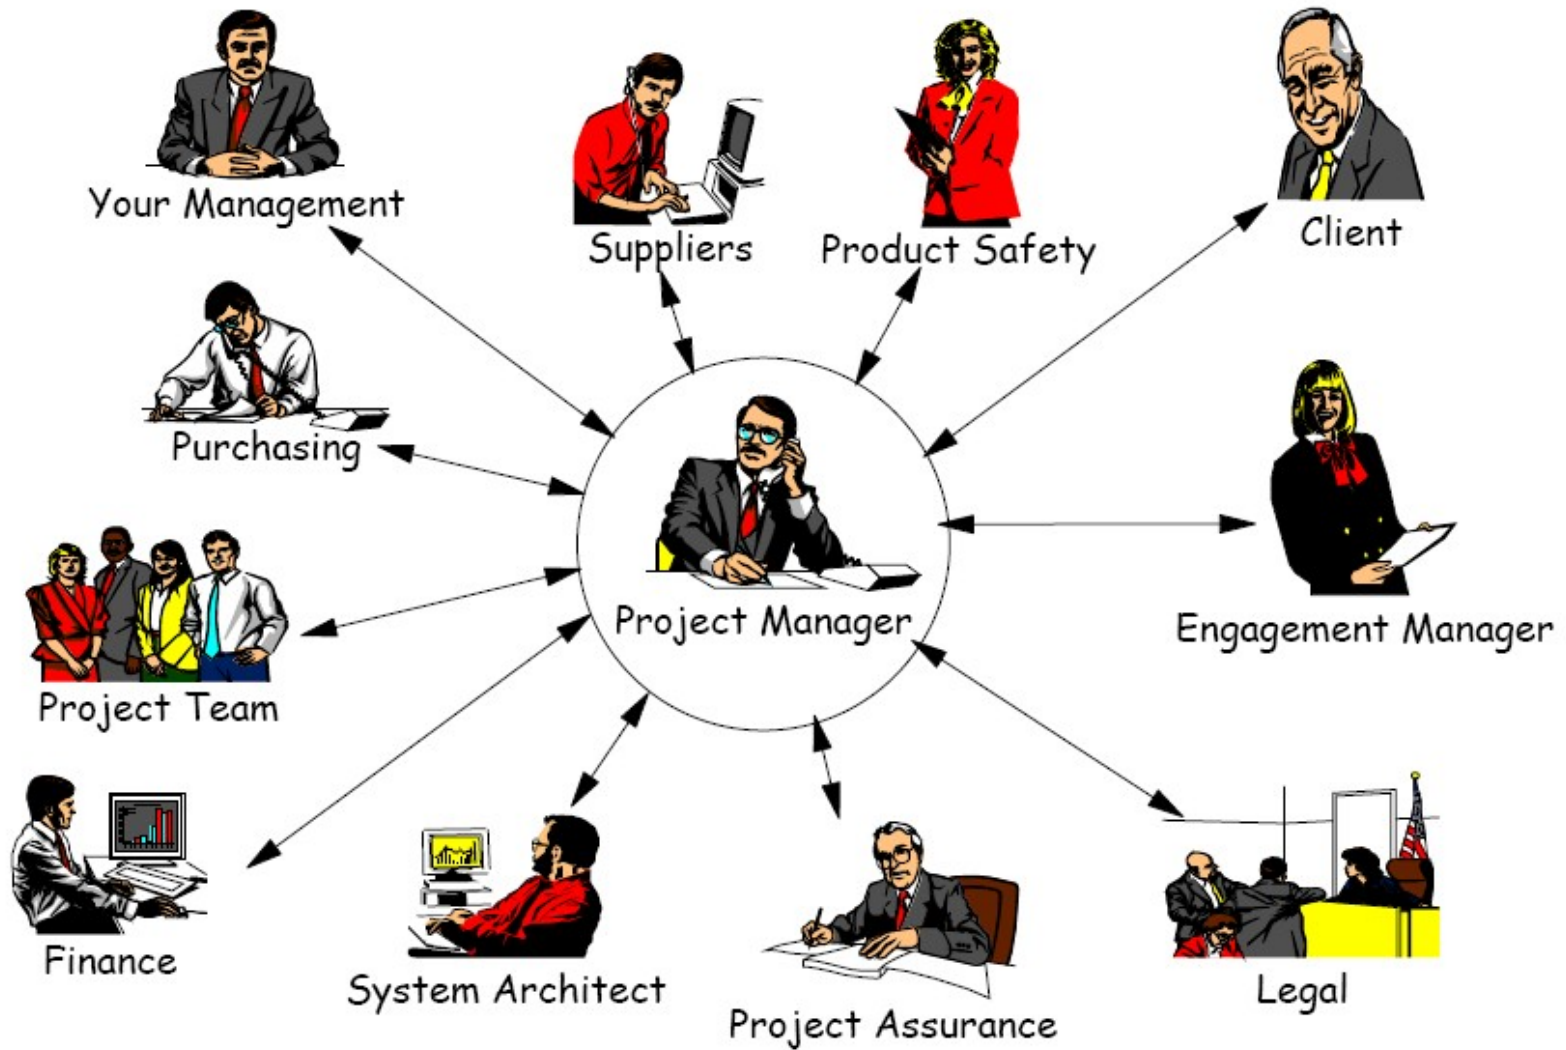 Your Management
Suppliers
Product Safety
Client
Purchasing
Project Manager
Engagement Manager
Project Team
Finance
System Architect
Project Assurance
Legal